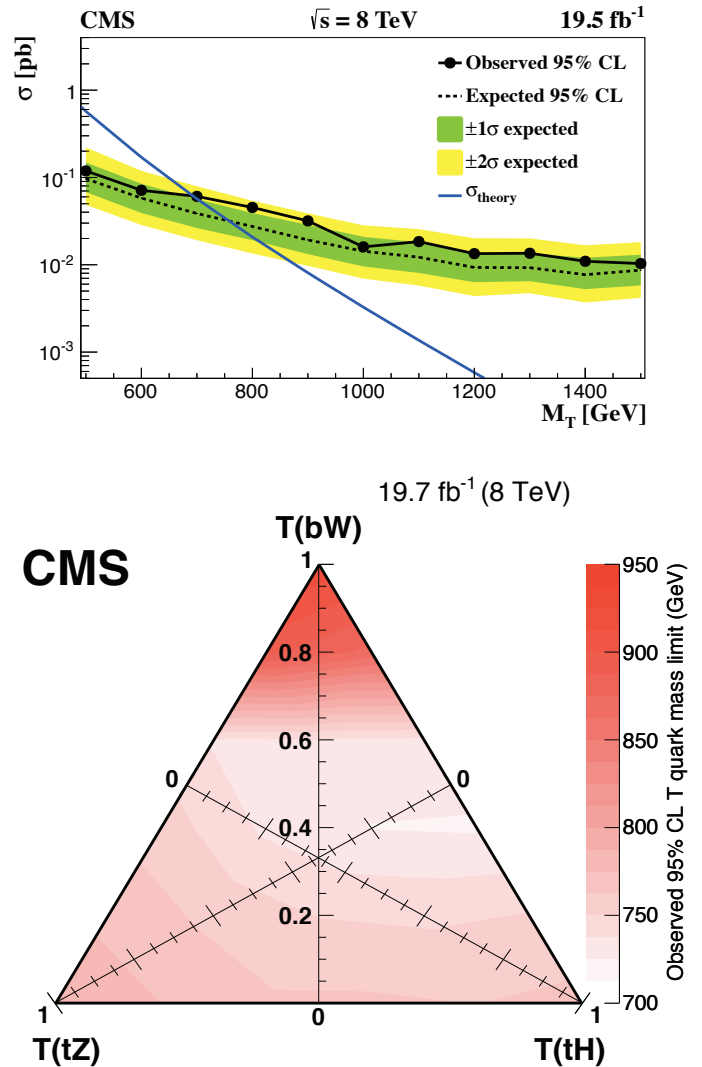 CMS √s = 8 TeV 19.5 fb⁻¹
σ [pb]
Observed 95% CL
Expected 95% CL
±1σ expected
±2σ expected
σtheory
1
10⁻¹
10⁻²
10⁻³
600 800 1000 1200 1400
M_T [GeV]
19.7 fb⁻¹ (8 TeV)
CMS
T(bW)
1
0.8
0.6
0.4
0.2
0
0
1
0
1
T(tZ)
T(tH)
950
900
850
800
750
700
Observed 95% CL T quark mass limit (GeV)